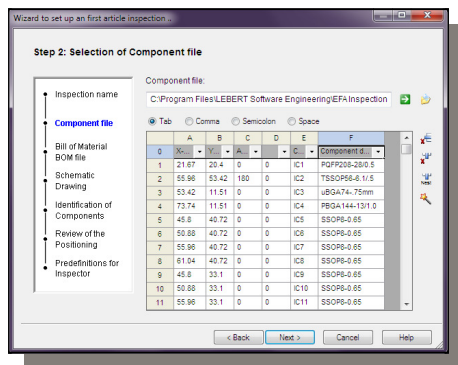 Wizard to set up an first article inspection ..
Step 2: Selection of Component file
Inspection name
Component file
Bill of Material
BOM file
Schematic
Drawing
Identification of
Components
Review of the
Positioning
Predefinitions for
Inspector
Component file:
C:\Program Files\LEBERT Software Engineering\EFA Inspection
Tab Comma Semicolon Space
A B C D E F
0 X-... Y... A... C... Component d...
1 21.67 20.4 0 0 IC1 PQFP208-28/0.5
2 55.96 53.42 180 0 IC2 TSSOP56-6.1/.5
3 53.42 11.51 0 0 IC3 uBGA74-.75mm
4 73.74 11.51 0 0 IC4 PBGA144-13/1.0
5 45.8 40.72 0 0 IC5 SSOP8-0.65
6 50.88 40.72 0 0 IC6 SSOP8-0.65
7 55.96 40.72 0 0 IC7 SSOP8-0.65
8 61.04 40.72 0 0 IC8 SSOP8-0.65
9 45.8 33.1 0 0 IC9 SSOP8-0.65
10 50.88 33.1 0 0 IC10 SSOP8-0.65
11 55.96 33.1 0 0 IC11 SSOP8-0.65
< Back Next > Cancel Help